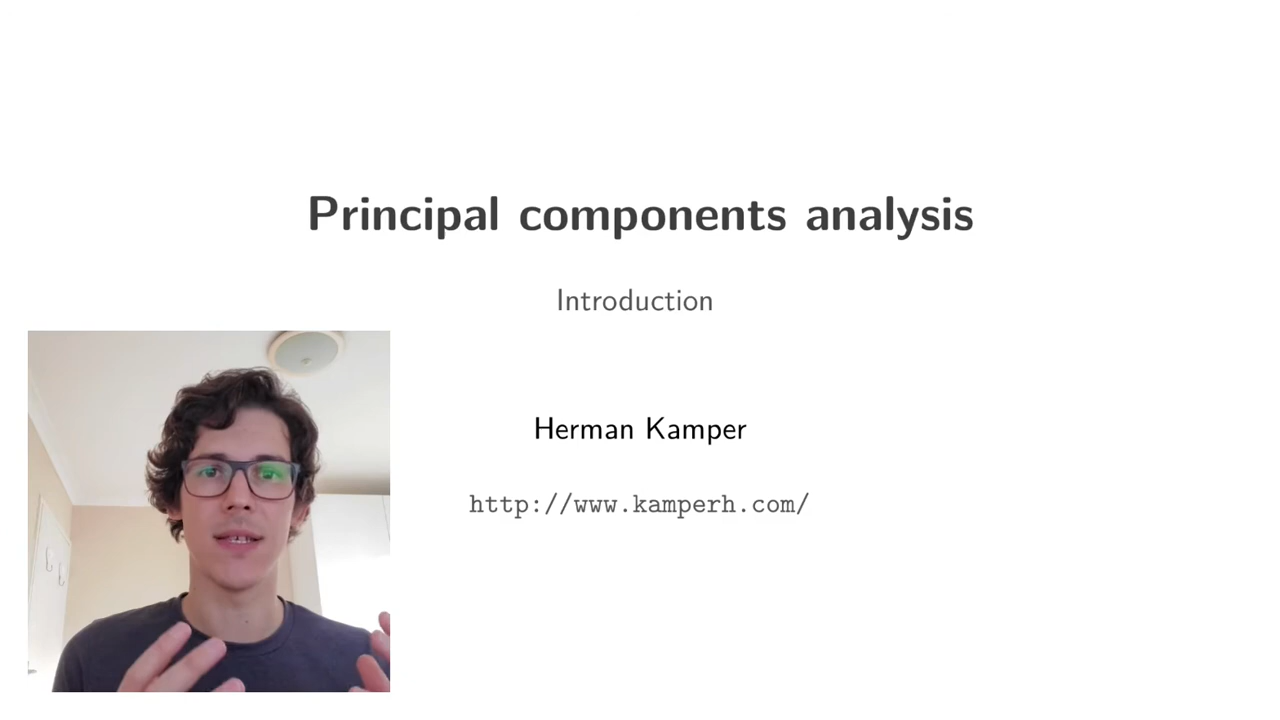 Principal components analysis
Introduction
Herman Kamper
http://www.kamperh.com/